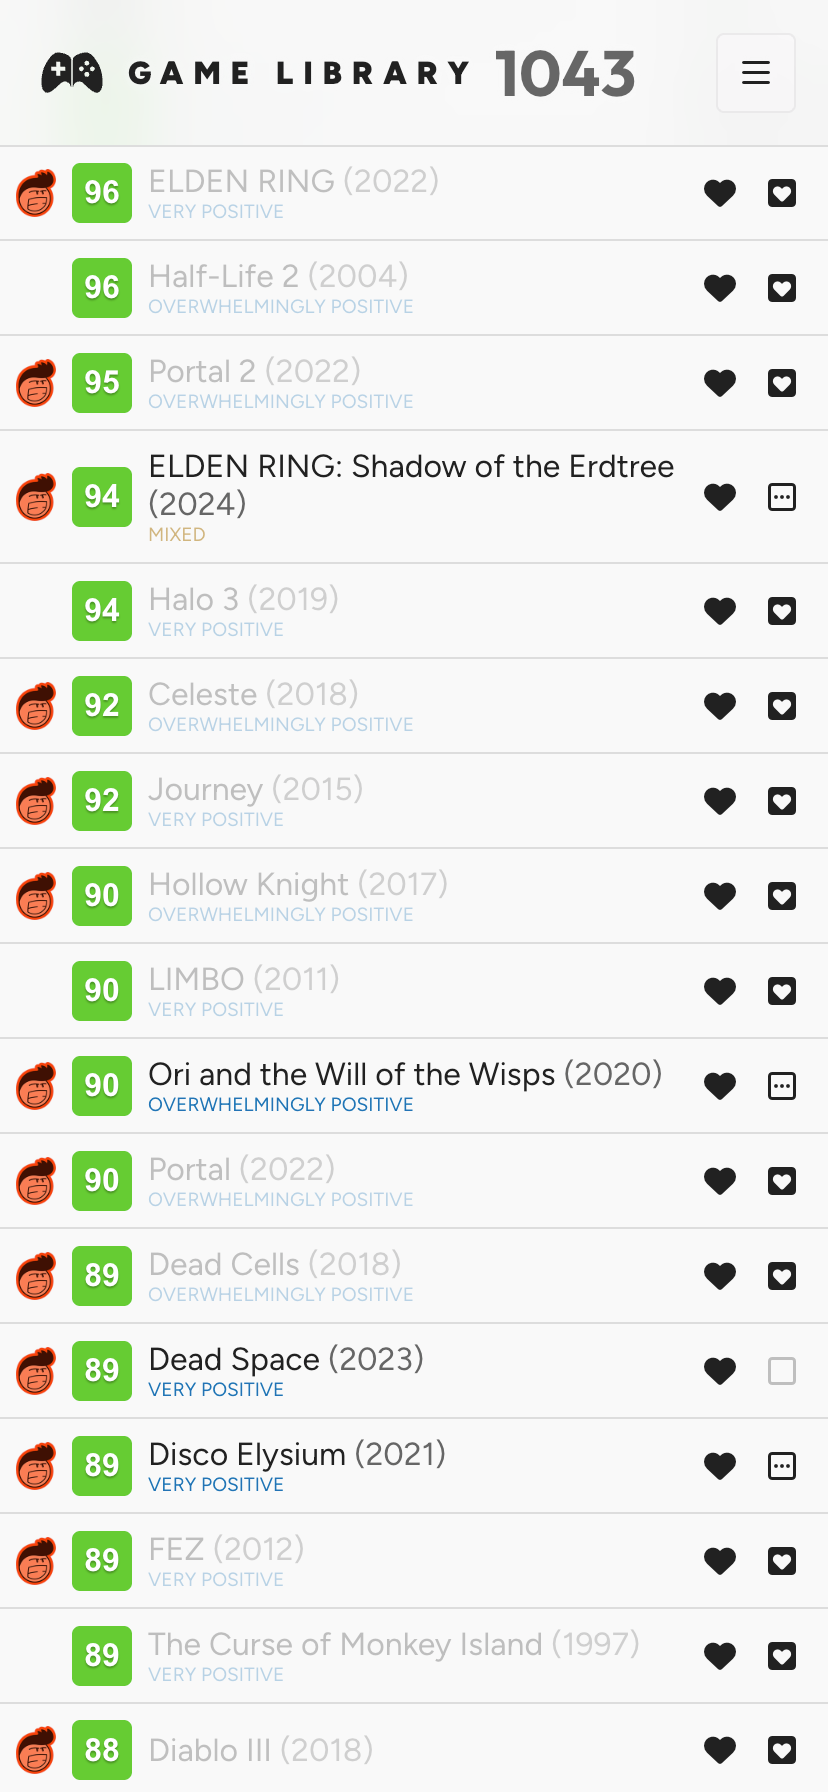 GAME LIBRARY 1043
96 ELDEN RING (2022)
VERY POSITIVE
96 Half-Life 2 (2004)
OVERWHELMINGLY POSITIVE
95 Portal 2 (2022)
OVERWHELMINGLY POSITIVE
94 ELDEN RING: Shadow of the Erdtree
(2024)
MIXED
94 Halo 3 (2019)
VERY POSITIVE
92 Celeste (2018)
OVERWHELMINGLY POSITIVE
92 Journey (2015)
VERY POSITIVE
90 Hollow Knight (2017)
OVERWHELMINGLY POSITIVE
90 LIMBO (2011)
VERY POSITIVE
90 Ori and the Will of the Wisps (2020)
OVERWHELMINGLY POSITIVE
90 Portal (2022)
OVERWHELMINGLY POSITIVE
89 Dead Cells (2018)
OVERWHELMINGLY POSITIVE
89 Dead Space (2023)
VERY POSITIVE
89 Disco Elysium (2021)
VERY POSITIVE
89 FEZ (2012)
VERY POSITIVE
89 The Curse of Monkey Island (1997)
VERY POSITIVE
88 Diablo III (2018)